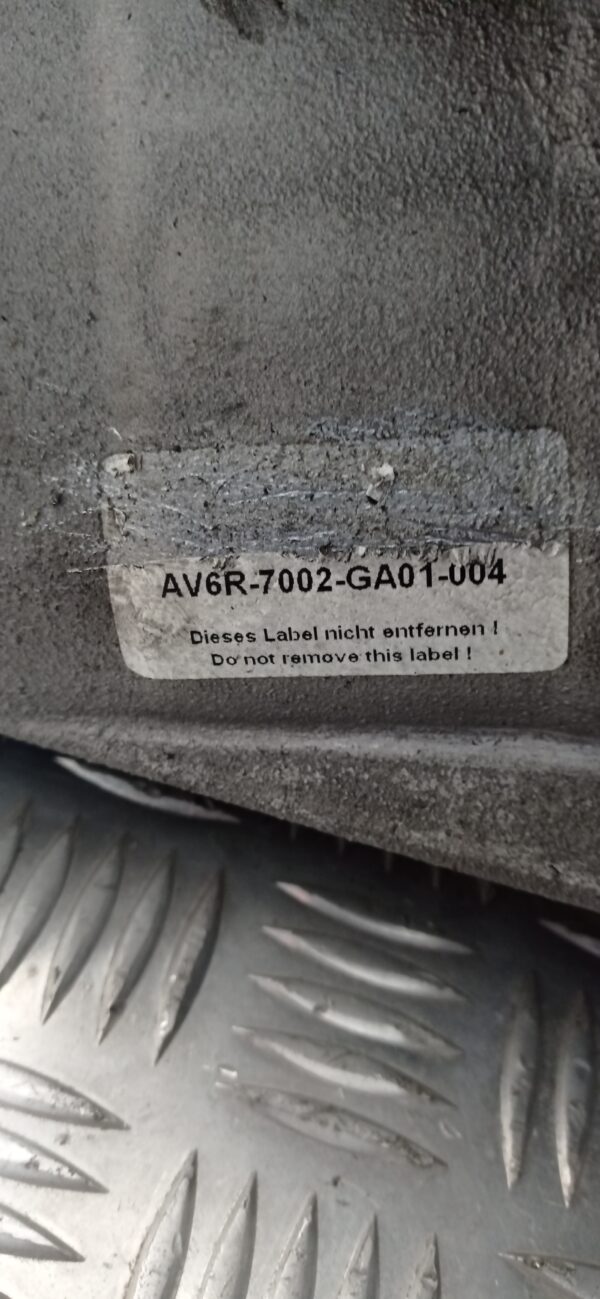 AV6R-7002-GA01-004
Dieses Label nicht entfernen !
Do not remove this label !